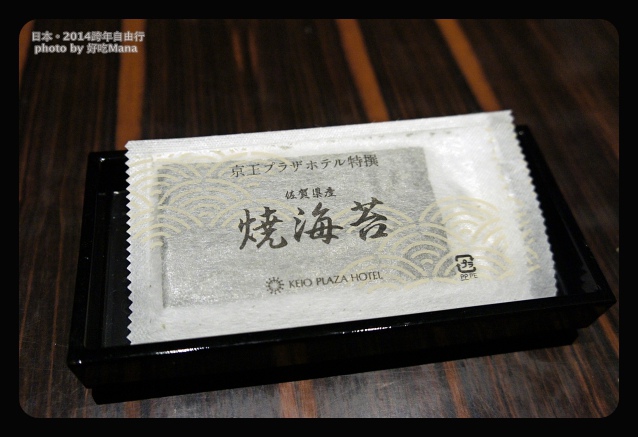 日本・2014跨年自由行
photo by 好吃Mana
京王プラザホテル特撰
佐賀県産
焼海苔
KEIO PLAZA HOTEL
プラ
PP,PE